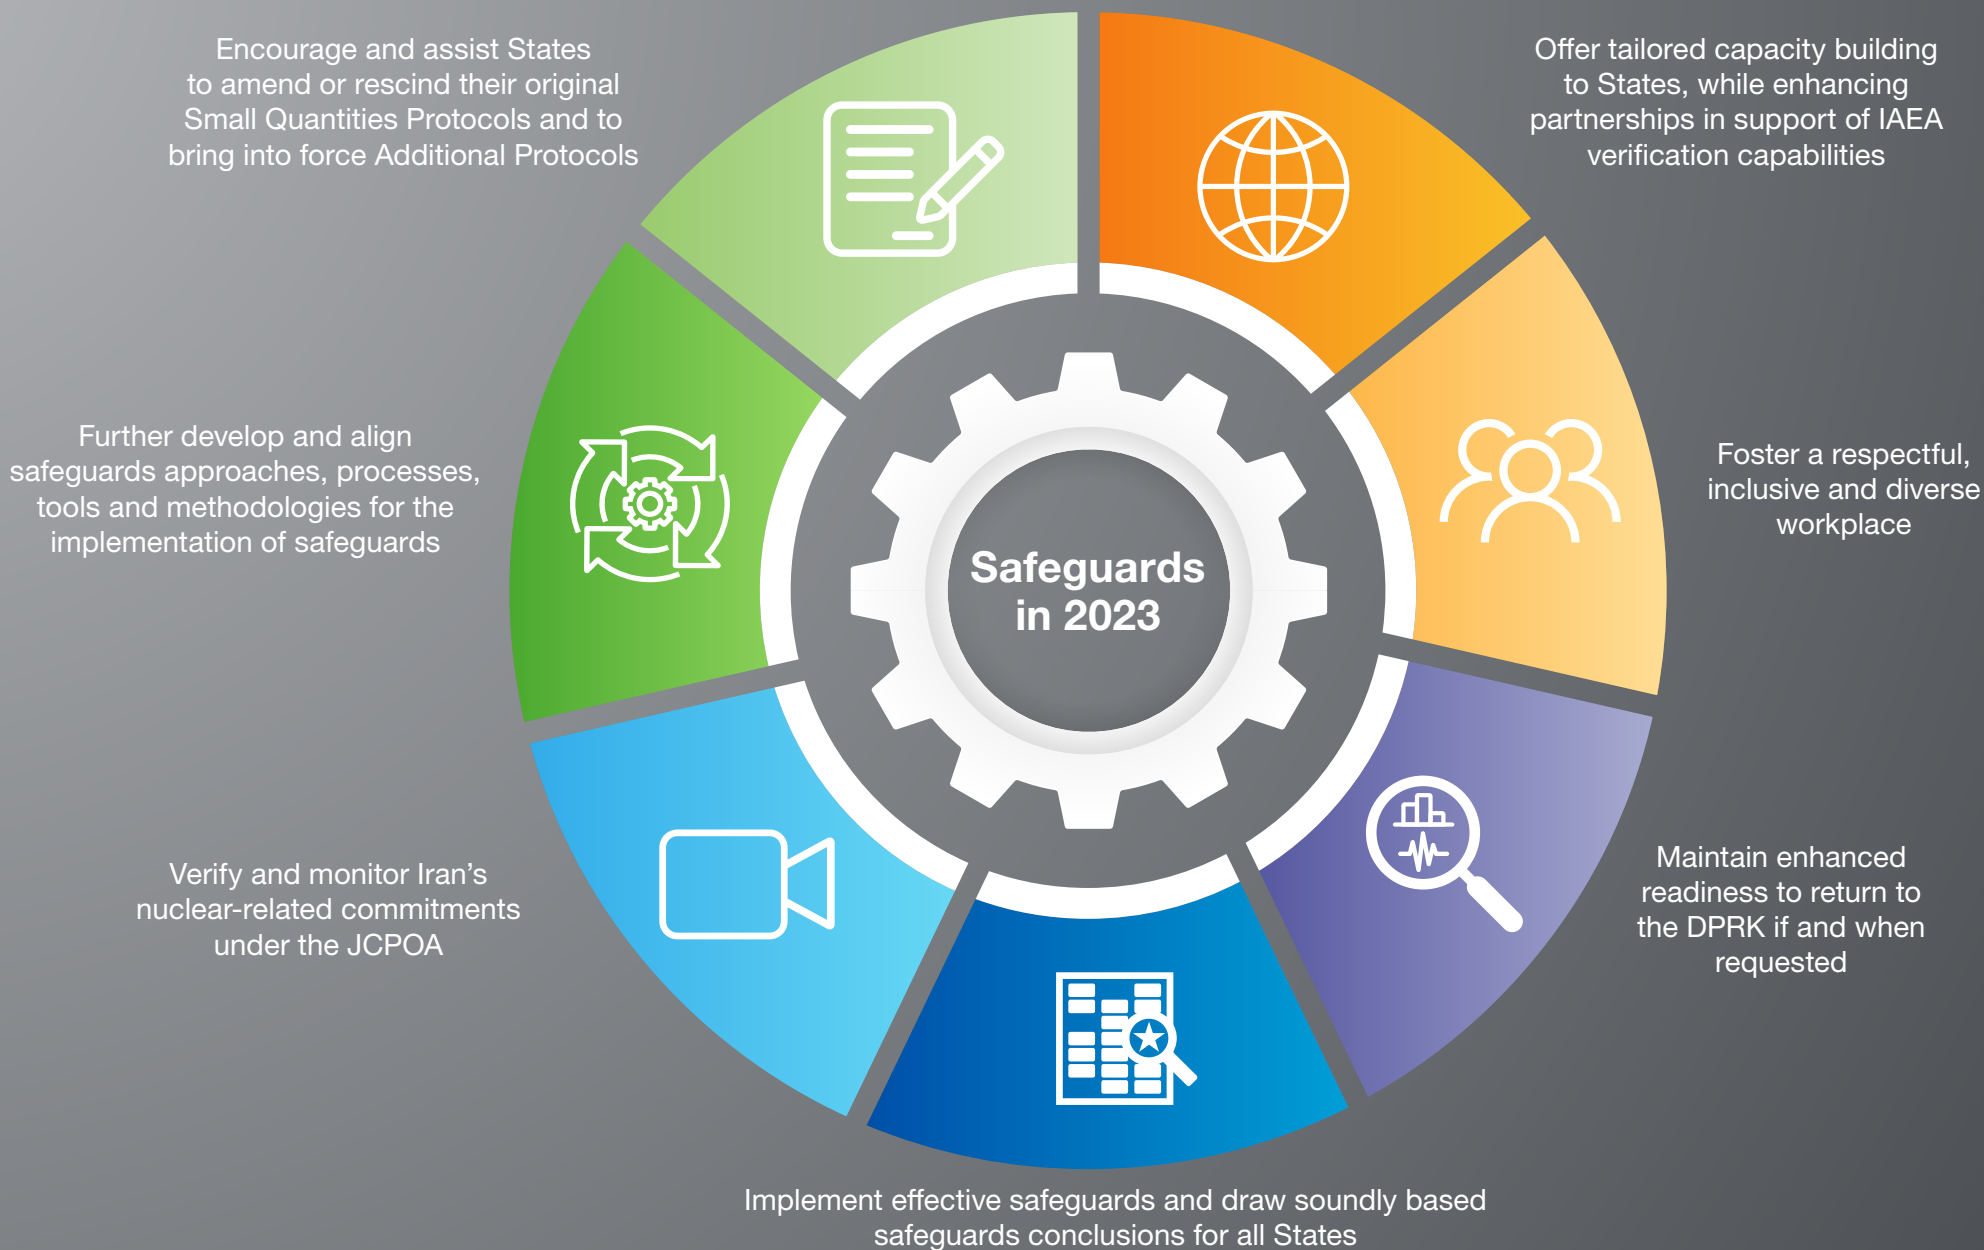 Encourage and assist States
to amend or rescind their original
Small Quantities Protocols and to
bring into force Additional Protocols
Offer tailored capacity building
to States, while enhancing
partnerships in support of IAEA
verification capabilities
Further develop and align
safeguards approaches, processes,
tools and methodologies for the
implementation of safeguards
Foster a respectful,
inclusive and diverse
workplace
Safeguards
in 2023
Verify and monitor Iran’s
nuclear-related commitments
under the JCPOA
Maintain enhanced
readiness to return to
the DPRK if and when
requested
Implement effective safeguards and draw soundly based
safeguards conclusions for all States